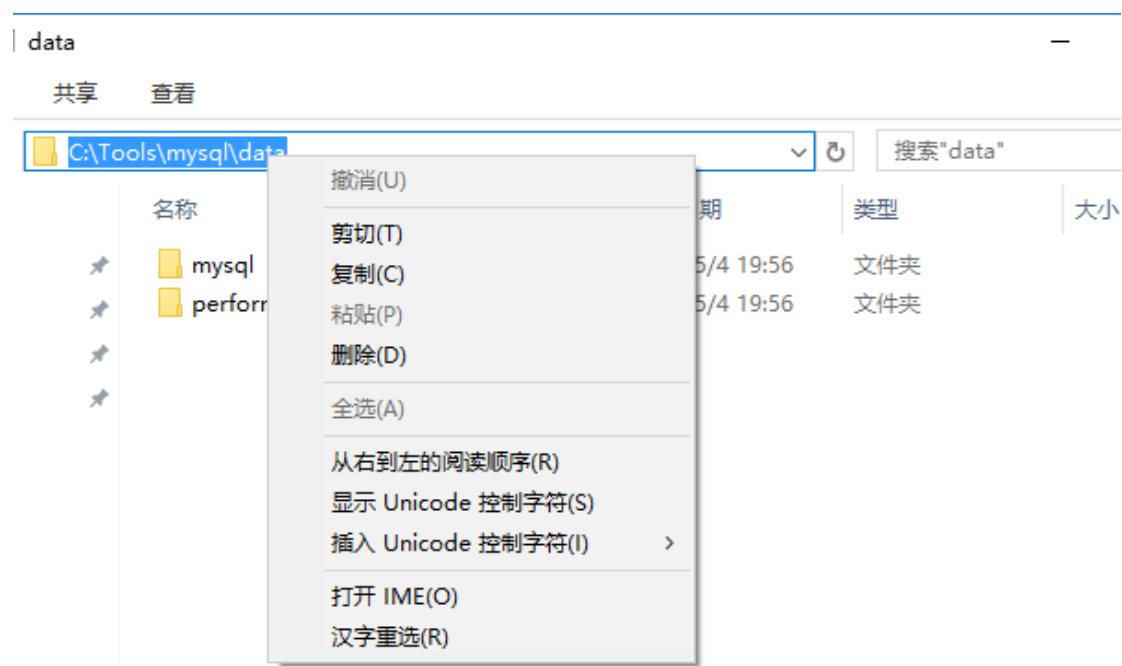 data
共享 查看
C:\Tools\mysql\data
搜索"data"
名称
期
类型
大小
mysql
5/4 19:56
文件夹
perforr
5/4 19:56
文件夹
撤消(U)
剪切(T)
复制(C)
粘贴(P)
删除(D)
全选(A)
从右到左的阅读顺序(R)
显示 Unicode 控制字符(S)
插入 Unicode 控制字符(I)
打开 IME(O)
汉字重选(R)